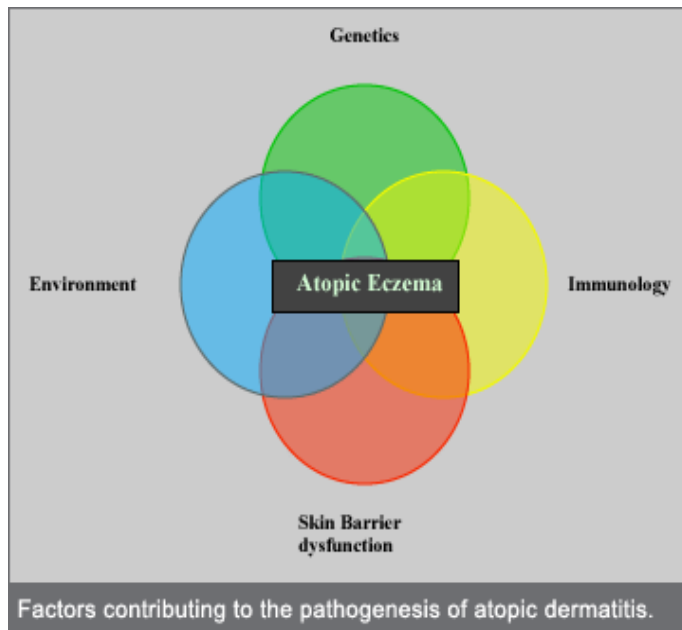 Genetics
Environment
Atopic Eczema
Immunology
Skin Barrier
dysfunction
Factors contributing to the pathogenesis of atopic dermatitis.